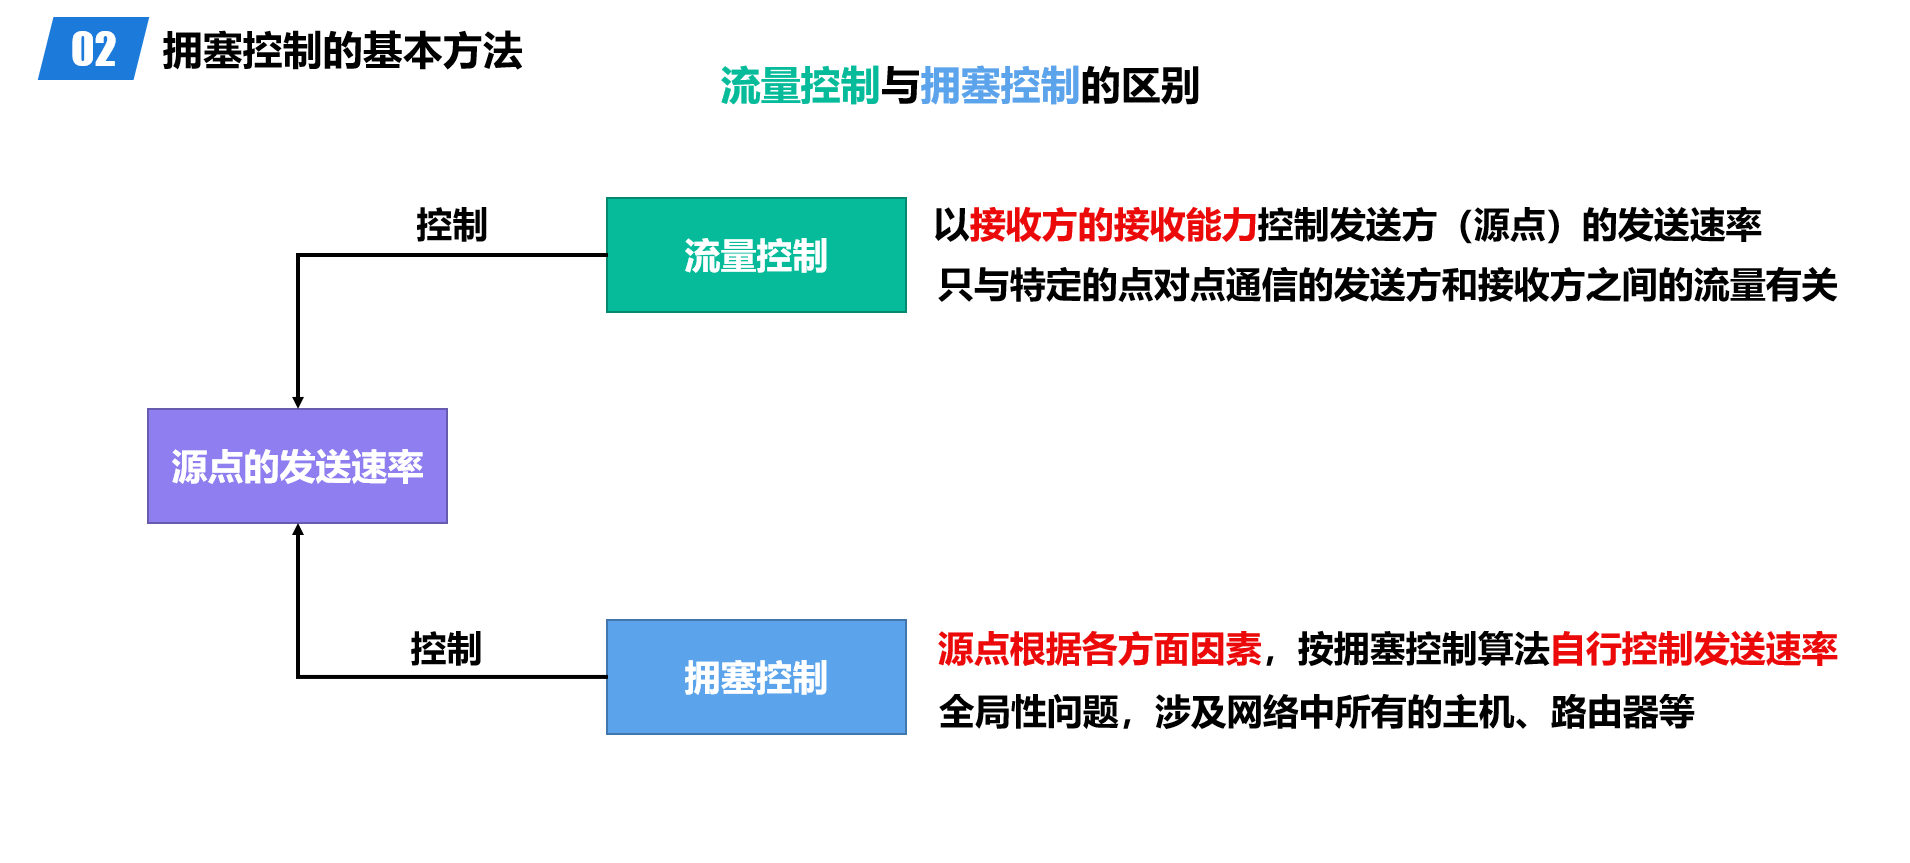 02
拥塞控制的基本方法
流量控制与拥塞控制的区别
控制
流量控制
以接收方的接收能力控制发送方（源点）的发送速率
只与特定的点对点通信的发送方和接收方之间的流量有关
源点的发送速率
控制
拥塞控制
源点根据各方面因素，按拥塞控制算法自行控制发送速率
全局性问题，涉及网络中所有的主机、路由器等